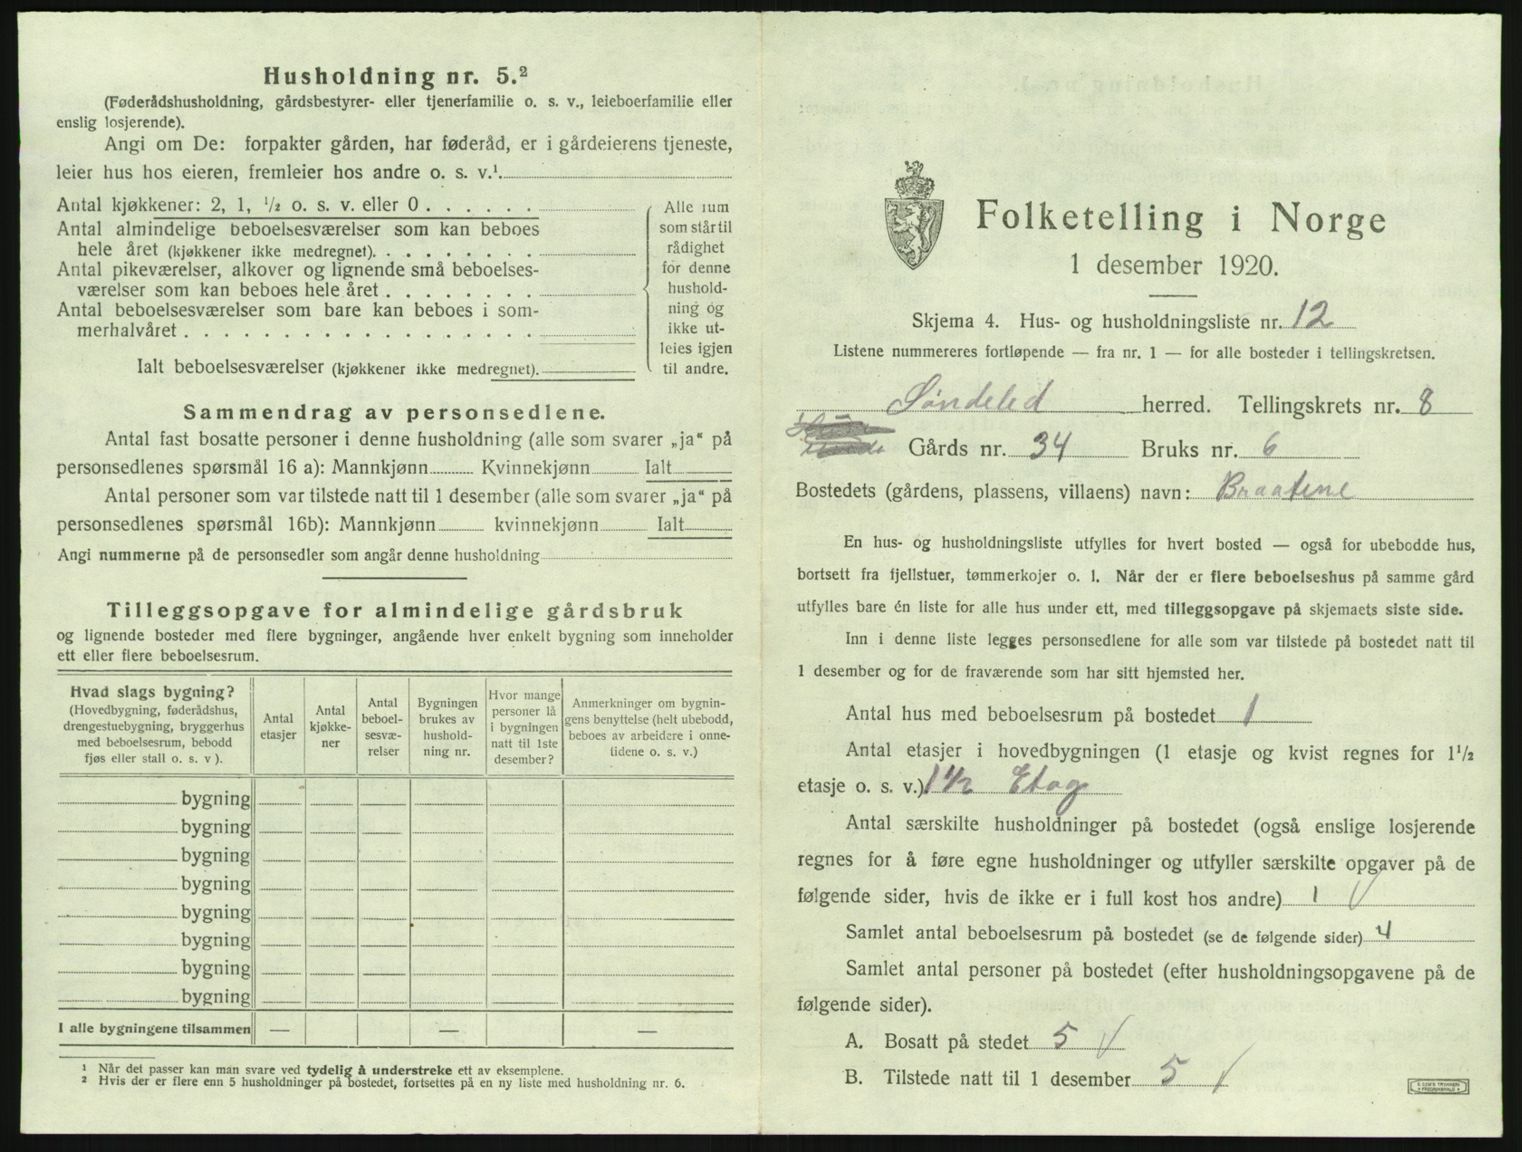 Husholdning nr. 5.²
(Føderådshusholdning, gårdsbestyrer- eller tjenerfamilie o. s. v., leieboerfamilie eller
enslig losjerende).
Angi om De: forpakter gården, har føderåd, er i gårdeierens tjeneste,
leier hus hos eieren, fremleier hos andre o. s. v.¹
Antal kjøkkener: 2, 1, ½ o. s. v. eller 0
Antal almindelige beboelsesværelser som kan beboes
hele året (kjøkkener ikke medregnet).
Antal pikeværelser, alkover og lignende små beboelses-
værelser som kan beboes hele året
Antal beboelsesværelser som bare kan beboes i som-
merhalvåret
Ialt beboelsesværelser (kjøkkener ikke medregnet).
Alle rum
som står til
rådighet
for denne
hushold-
ning og
ikke ut-
leies igjen
til andre.
Sammendrag av personsedlene.
Antal fast bosatte personer i denne husholdning (alle som svarer „ja“ på
personsedlenes spørsmål 16 a): Mannkjønn Kvinnekjønn Ialt
Antal personer som var tilstede natt til 1 desember (alle som svarer „ja“ på
personsedlenes spørsmål 16b): Mannkjønn kvinnekjønn Ialt
Angi nummerne på de personsedler som angår denne husholdning
Tilleggsopgave for almindelige gårdsbruk
og lignende bosteder med flere bygninger, angående hver enkelt bygning som inneholder
ett eller flere beboelsesrum.
Hvad slags bygning?
(Hovedbygning, føderådshus,
drengestuebygning, bryggerhus
med beboelsesrum, bebodd
fjøs eller stall o. s. v ).
Antal
etasjer
Antal
kjøkke-
ner
Antal
beboel-
sesvæ-
relser
Bygningen
brukes av
hushold-
ning nr.
Hvor mange
personer lå
i bygningen
natt til 1ste
desember?
Anmerkninger om bygnin-
gens benyttelse (helt ubebodd,
beboes av arbeidere i onne-
tidene o. s. v.)
bygning
bygning
bygning
bygning
bygning
bygning
bygning
bygning
I alle bygningene tilsammen — — —
¹ Når det passer kan man svare ved tydelig å understreke ett av eksemplene.
² Hvis der er flere enn 5 husholdninger på bostedet, fortsettes på en ny liste med husholdning nr. 6.
Folketelling i Norge
1 desember 1920.
Skjema 4. Hus- og husholdningsliste nr. 12
Listene nummereres fortløpende — fra nr. 1 — for alle bosteder i tellingskretsen.
Søndeled herred. Tellingskrets nr. 8
Gårds nr. 34 Bruks nr. 6
Bostedets (gårdens, plassens, villaens) navn: Braatene
En hus- og husholdningsliste utfylles for hvert bosted — også for ubebodde hus,
bortsett fra fjellstuer, tømmerkojer o. l. Når der er flere beboelseshus på samme gård
utfylles bare én liste for alle hus under ett, med tilleggsopgave på skjemaets siste side.
Inn i denne liste legges personsedlene for alle som var tilstede på bostedet natt til
1 desember og for de fraværende som har sitt hjemsted her.
Antal hus med beboelsesrum på bostedet 1
Antal etasjer i hovedbygningen (1 etasje og kvist regnes for 1½
etasje o. s. v.) 1½ Etag
Antal særskilte husholdninger på bostedet (også enslige losjerende
regnes for å føre egne husholdninger og utfyller særskilte opgaver på de
følgende sider, hvis de ikke er i full kost hos andre) 1 √
Samlet antal beboelsesrum på bostedet (se de følgende sider) 4
Samlet antal personer på bostedet (efter husholdningsopgavene på de
følgende sider).
A. Bosatt på stedet 5 √
B. Tilstede natt til 1 desember 5 √